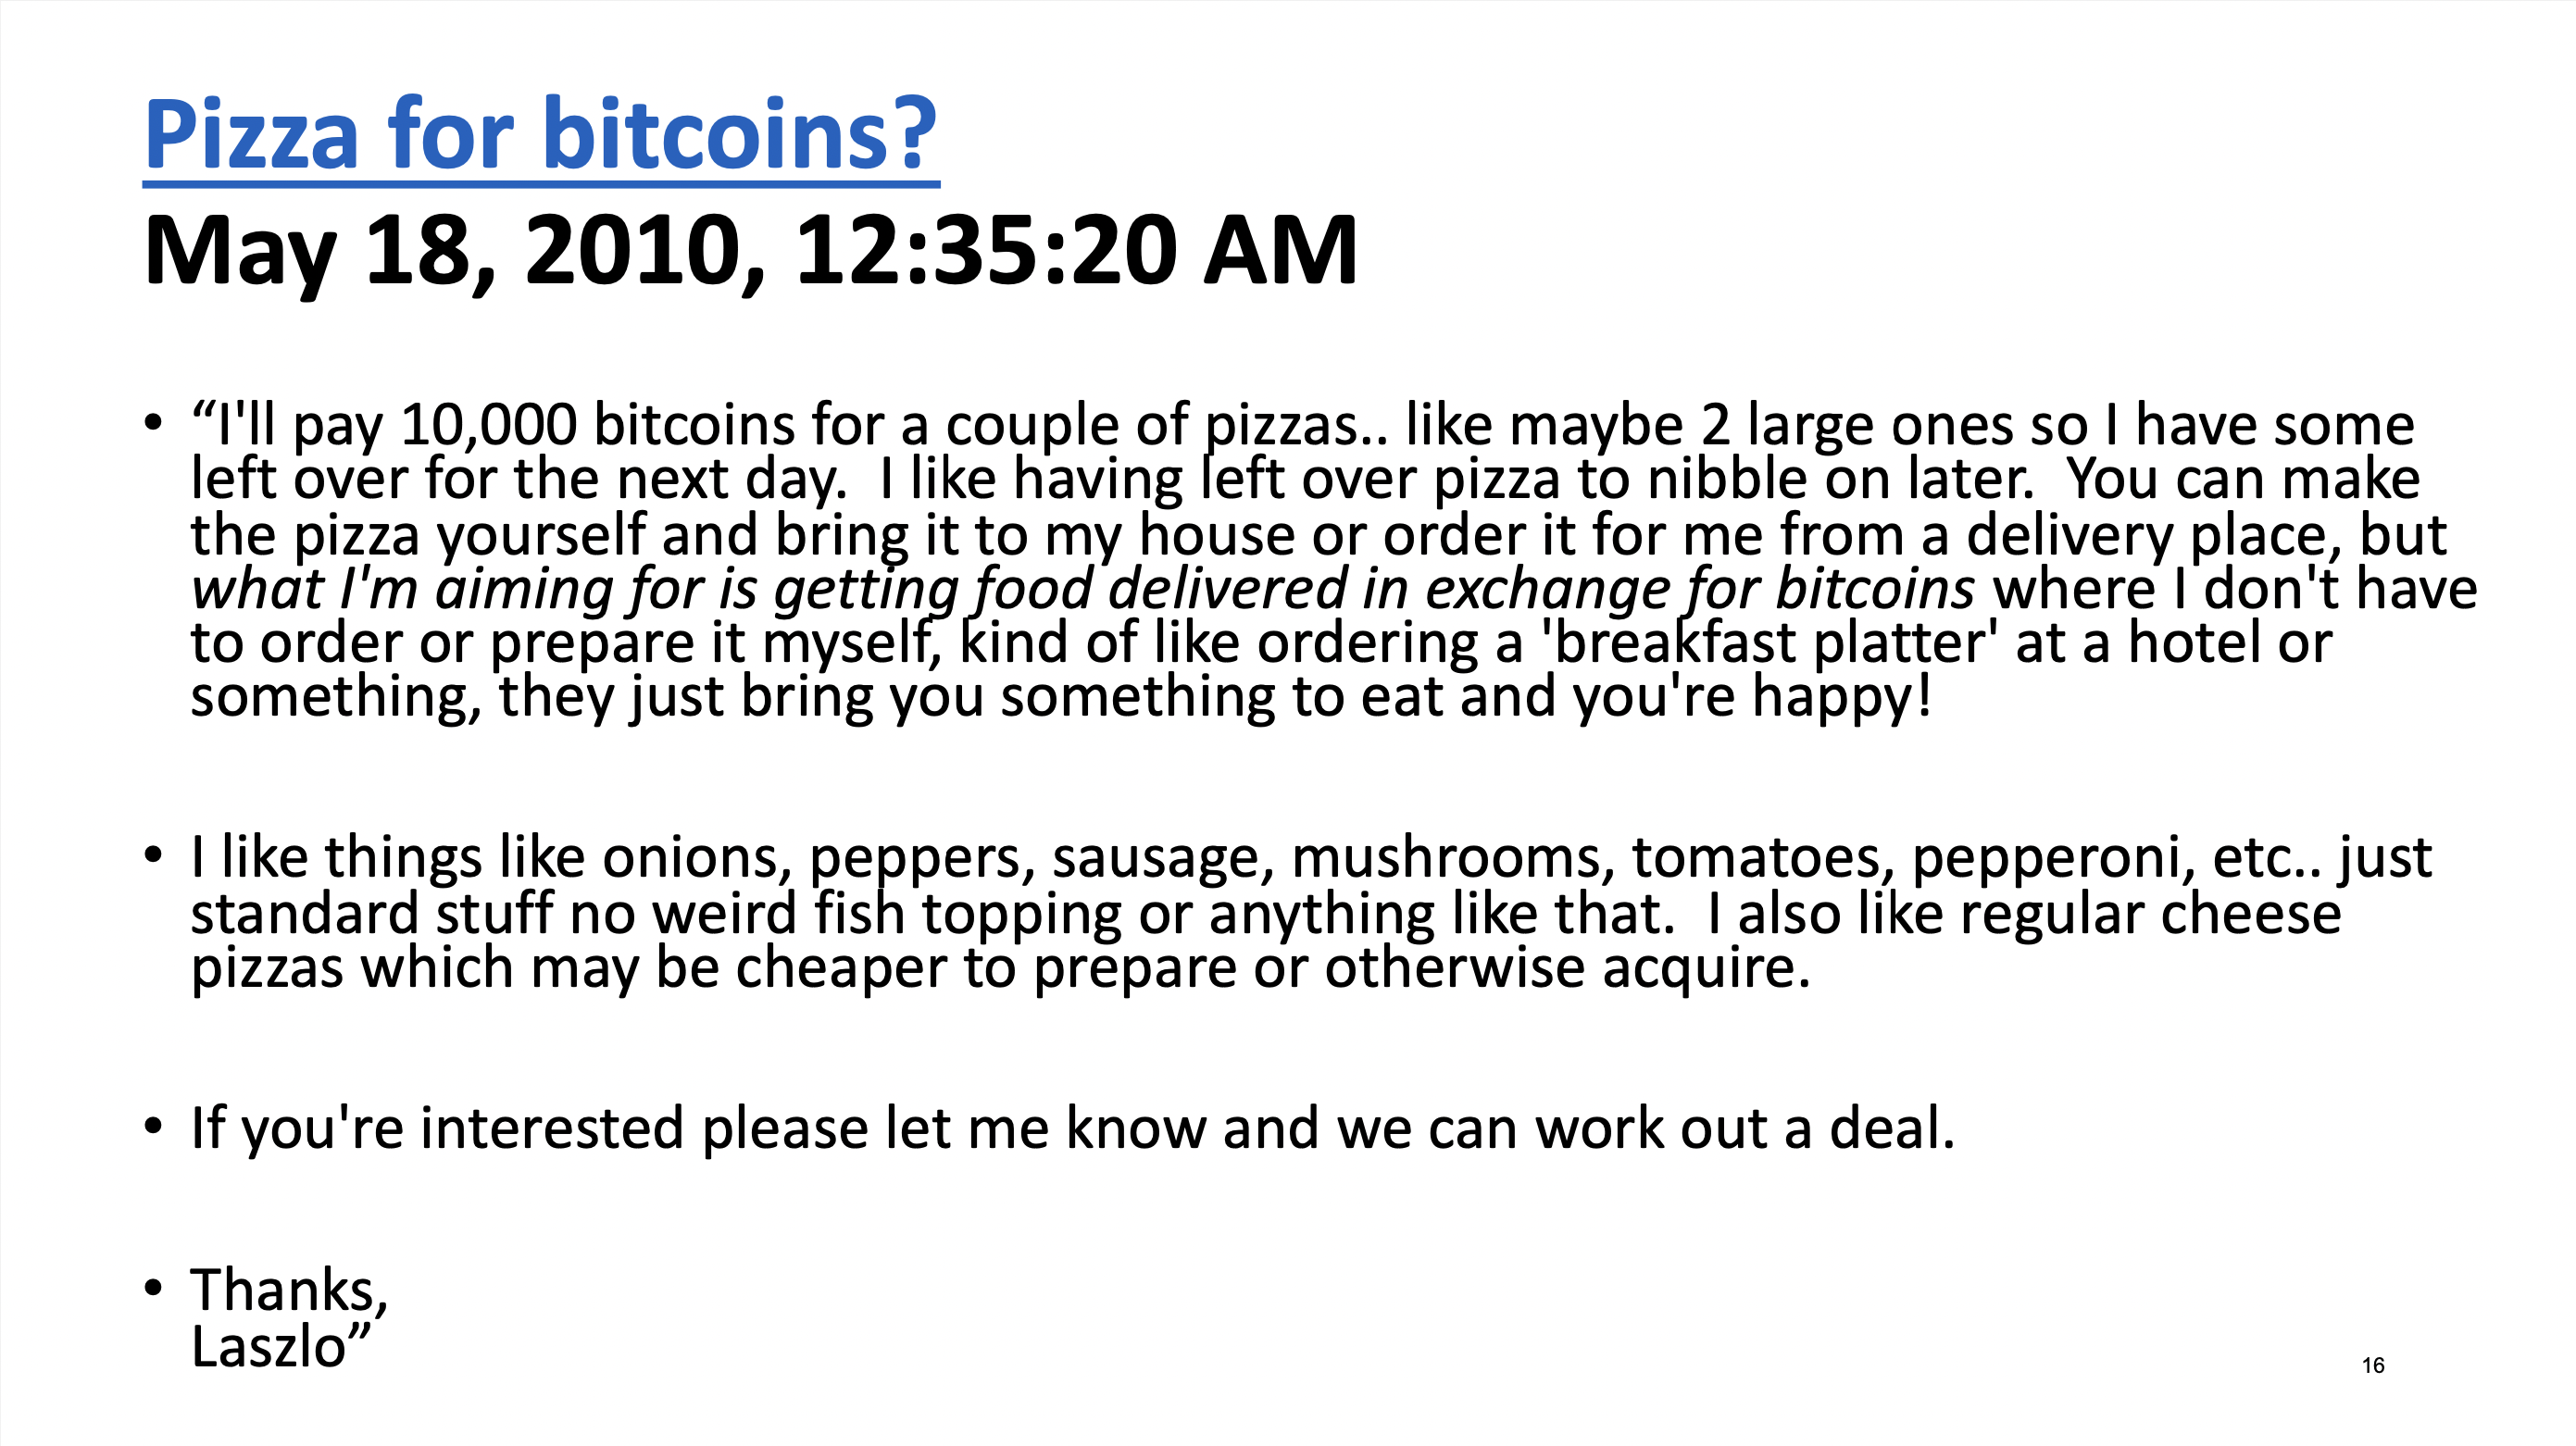 Pizza for bitcoins?
May 18, 2010, 12:35:20 AM
• “I'll pay 10,000 bitcoins for a couple of pizzas.. like maybe 2 large ones so I have some
left over for the next day.  I like having left over pizza to nibble on later.  You can make
the pizza yourself and bring it to my house or order it for me from a delivery place, but
what I'm aiming for is getting food delivered in exchange for bitcoins where I don't have
to order or prepare it myself, kind of like ordering a 'breakfast platter' at a hotel or
something, they just bring you something to eat and you're happy!
• I like things like onions, peppers, sausage, mushrooms, tomatoes, pepperoni, etc.. just
standard stuff no weird fish topping or anything like that.  I also like regular cheese
pizzas which may be cheaper to prepare or otherwise acquire.
• If you're interested please let me know and we can work out a deal.
• Thanks,
Laszlo”
16